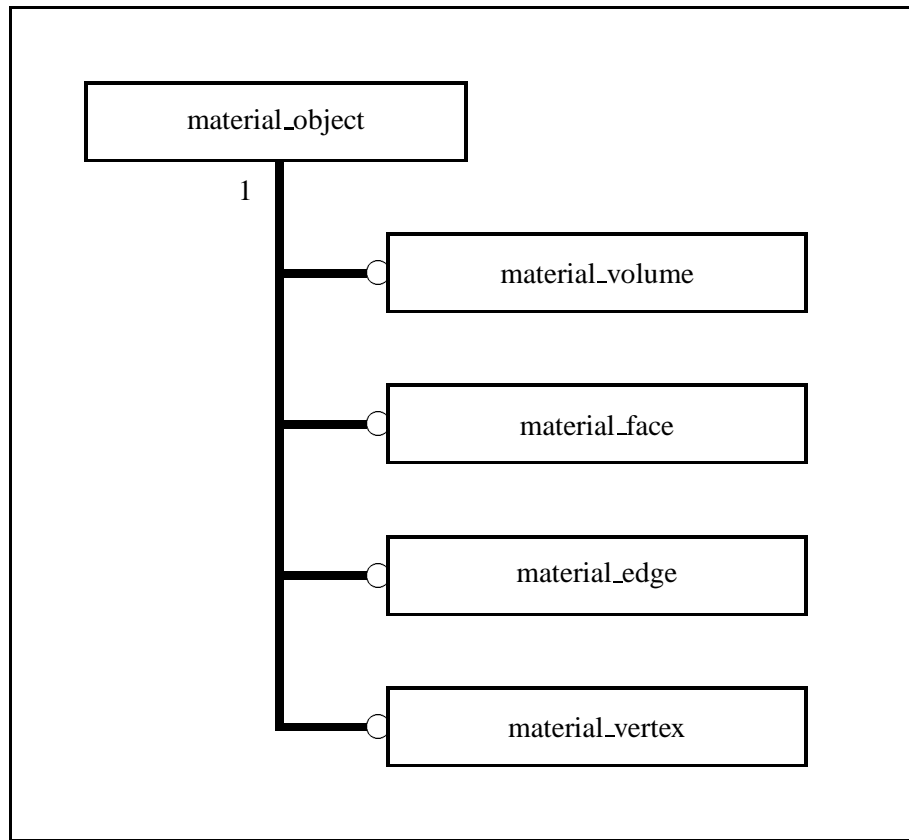 material_object
1
material_volume
material_face
material_edge
material_vertex